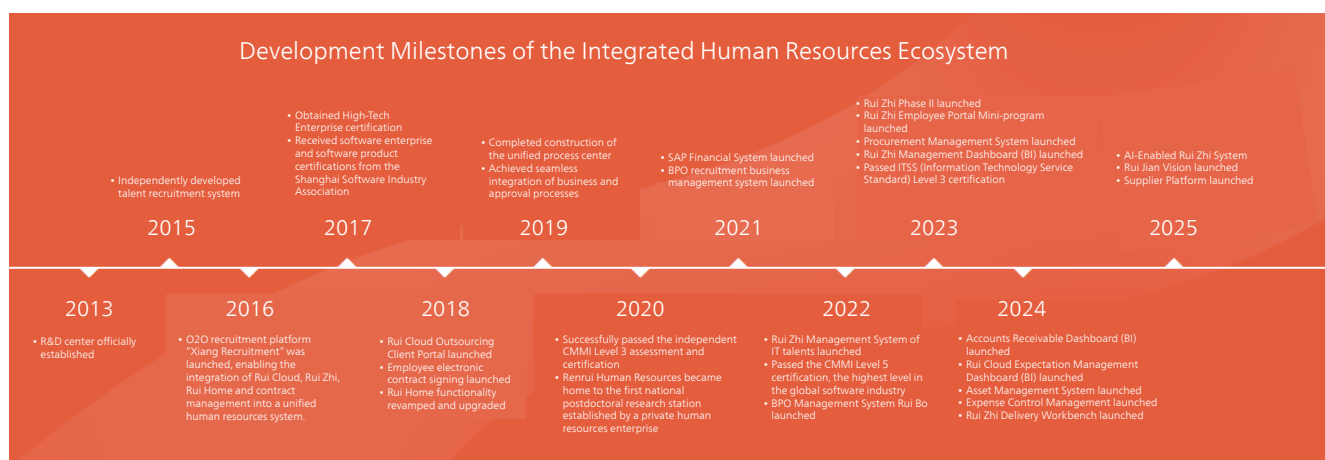 Development Milestones of the Integrated Human Resources Ecosystem
• Independently developed
talent recruitment system
2015
• Obtained High-Tech
Enterprise certification
• Received software enterprise
and software product
certifications from the
Shanghai Software Industry
Association
2017
• Completed construction of
the unified process center
• Achieved seamless
integration of business and
approval processes
2019
• SAP Financial System launched
• BPO recruitment business
management system launched
2021
• Rui Zhi Phase II launched
• Rui Zhi Employee Portal Mini-program
launched
• Procurement Management System launched
• Rui Zhi Management Dashboard (BI) launched
• Passed ITSS (Information Technology Service
Standard) Level 3 certification
2023
• AI-Enabled Rui Zhi System
• Rui Jian Vision launched
• Supplier Platform launched
2025
2013
• R&D center officially
established
2016
• O2O recruitment platform
“Xiang Recruitment” was
launched, enabling the
integration of Rui Cloud, Rui Zhi,
Rui Home and contract
management into a unified
human resources system.
2018
• Rui Cloud Outsourcing
Client Portal launched
• Employee electronic
contract signing launched
• Rui Home functionality
revamped and upgraded
2020
• Successfully passed the independent
CMMI Level 3 assessment and
certification
• Renrui Human Resources became
home to the first national
postdoctoral research station
established by a private human
resources enterprise
2022
• Rui Zhi Management System of
IT talents launched
• Passed the CMMI Level 5
certification, the highest level in
the global software industry
• BPO Management System Rui Bo
launched
2024
• Accounts Receivable Dashboard (BI)
launched
• Rui Cloud Expectation Management
Dashboard (BI) launched
• Asset Management System launched
• Expense Control Management launched
• Rui Zhi Delivery Workbench launched